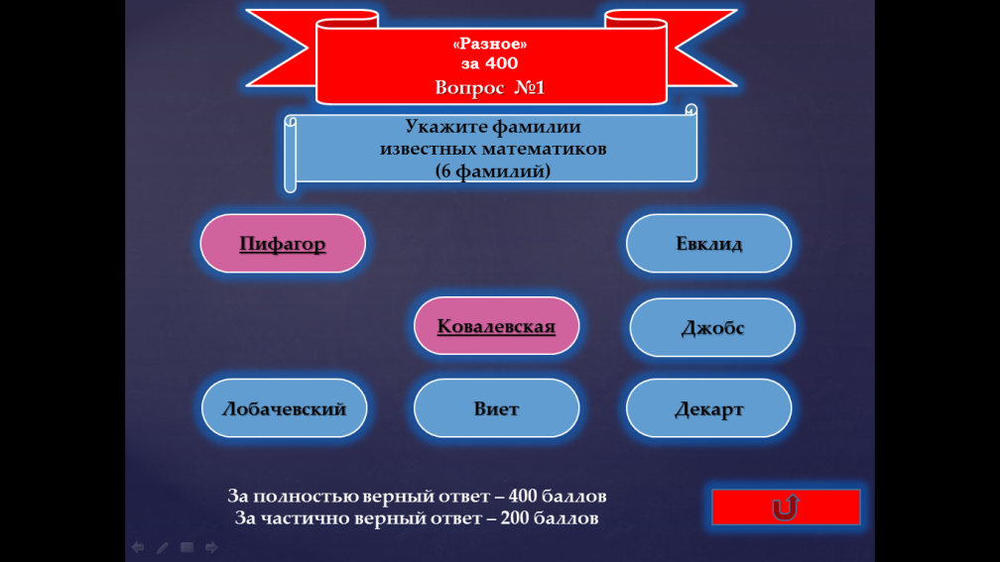 «Разное»
за 400
Вопрос №1
Укажите фамилии
известных математиков
(6 фамилий)
Пифагор
Евклид
Ковалевская
Джобс
Лобачевский
Виет
Декарт
За полностью верный ответ – 400 баллов
За частично верный ответ – 200 баллов